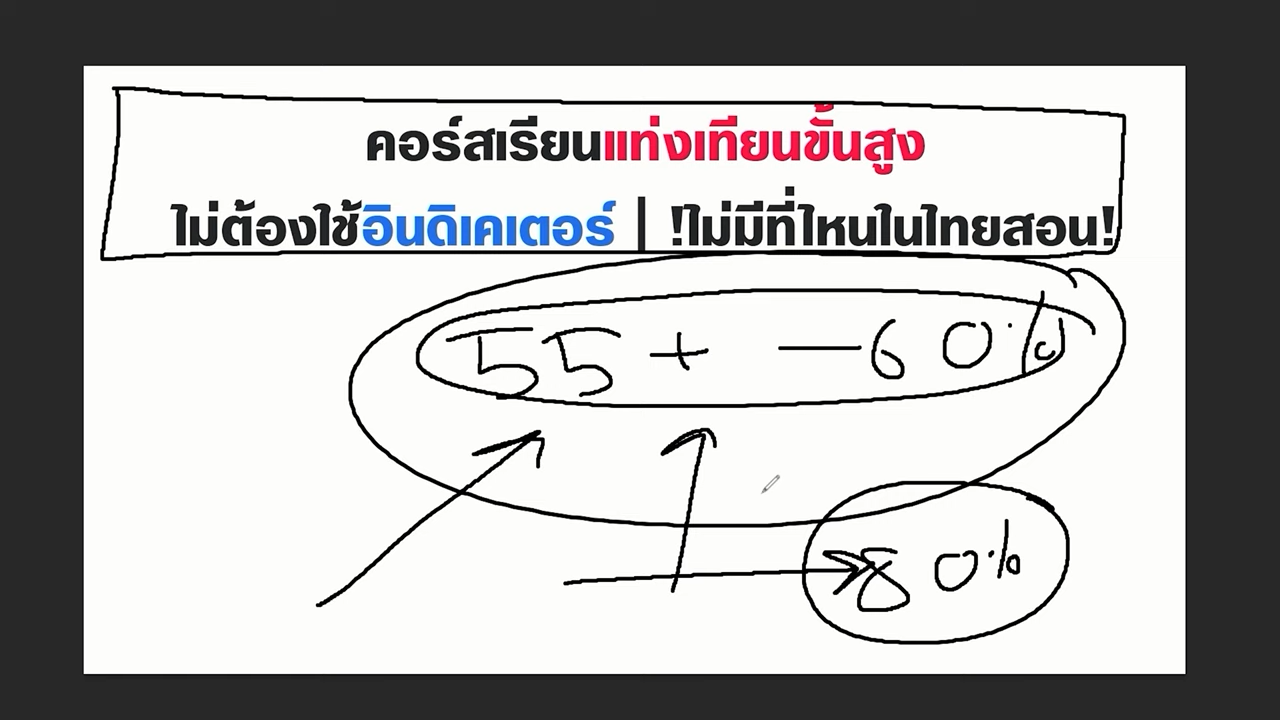 คอร์สเรียนแท่งเทียนขั้นสูง
ไม่ต้องใช้อินดิเคเตอร์ | !ไม่มีที่ไหนในไทยสอน!
55 + - 60%
80%